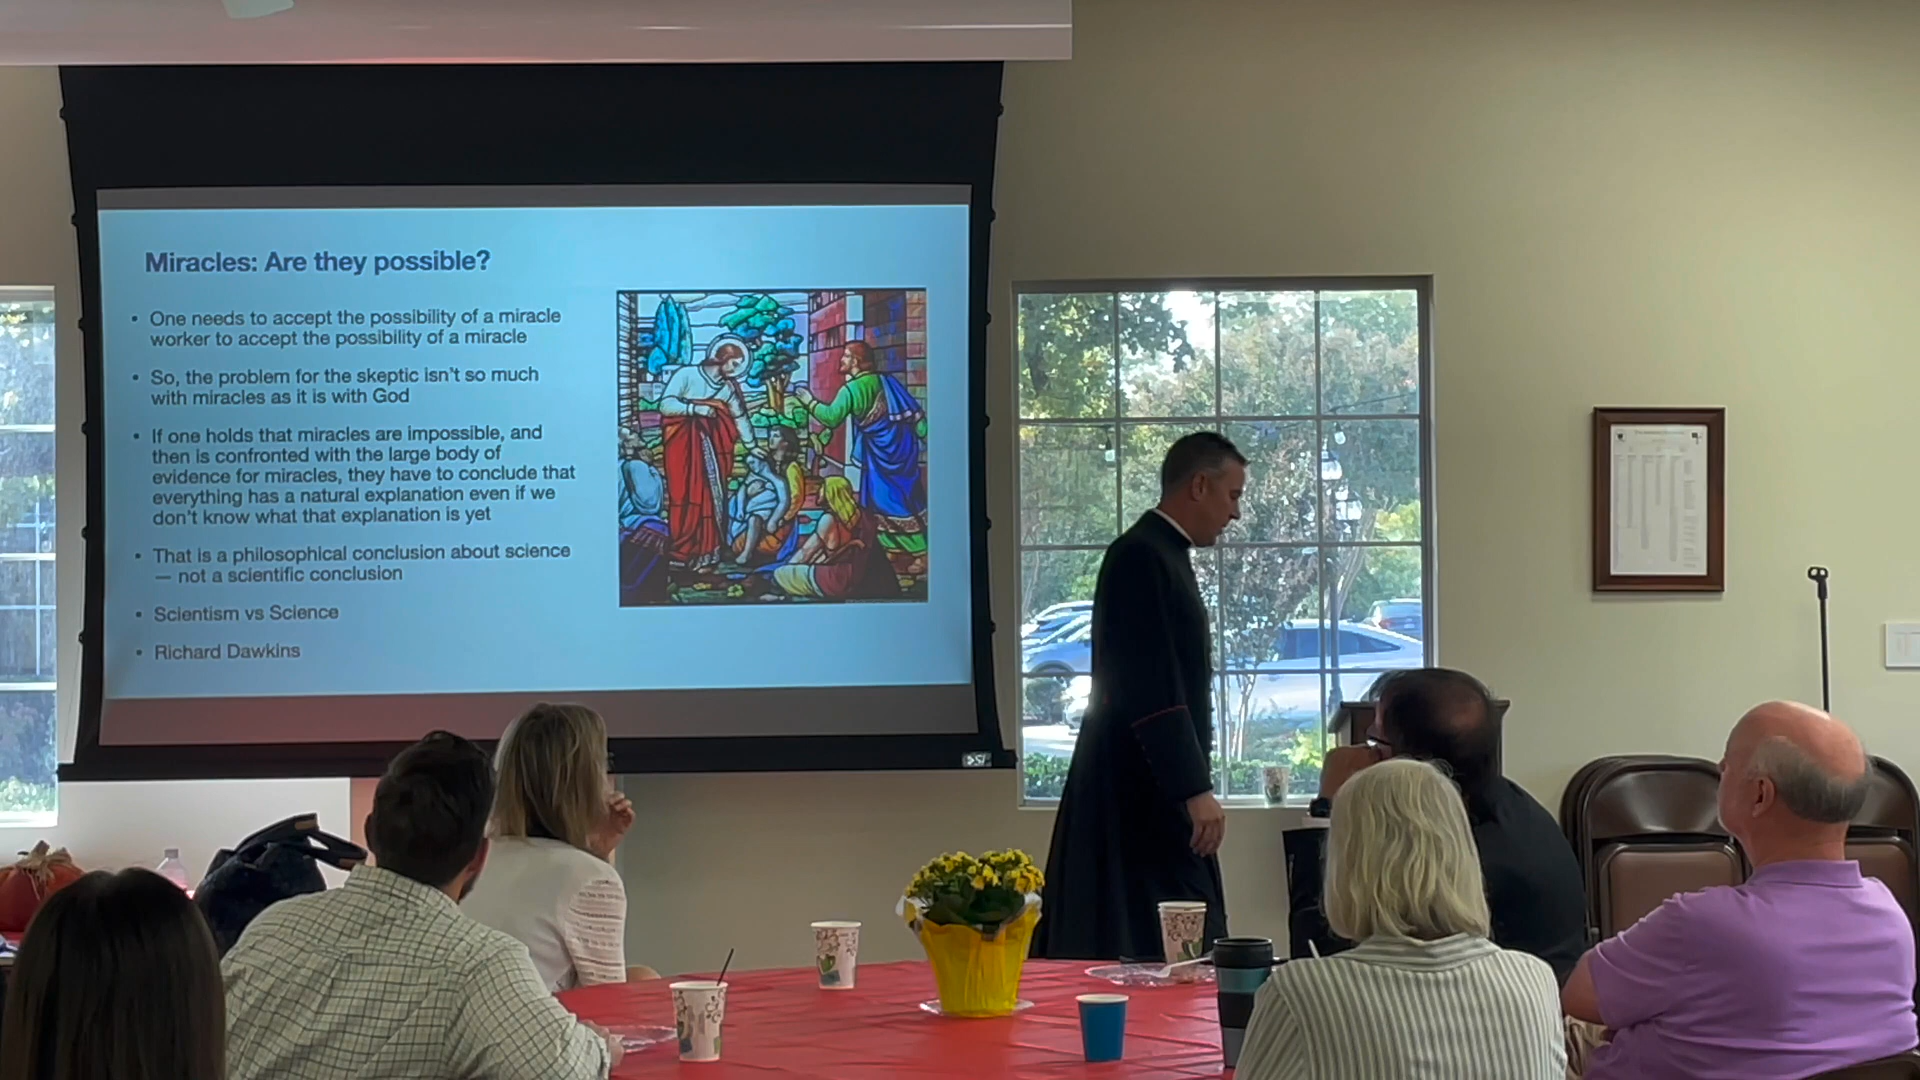 Miracles: Are they possible?
• One needs to accept the possibility of a miracle
worker to accept the possibility of a miracle
• So, the problem for the skeptic isn't so much
with miracles as it is with God
• If one holds that miracles are impossible, and
then is confronted with the large body of
evidence for miracles, they have to conclude that
everything has a natural explanation even if we
don't know what that explanation is yet
• That is a philosophical conclusion about science
— not a scientific conclusion
• Scientism vs Science
• Richard Dawkins